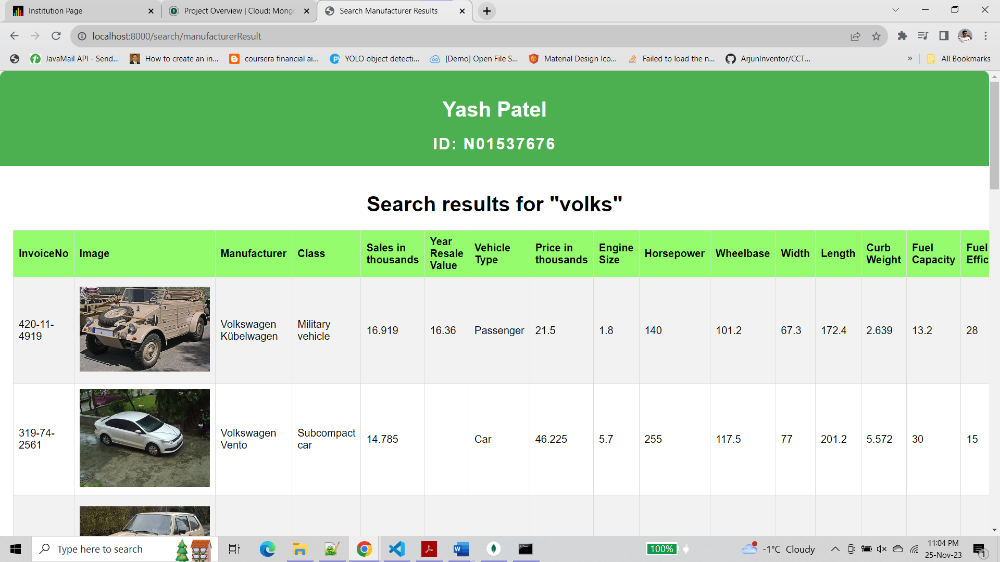 Institution Page
Project Overview | Cloud: Mong
Search Manufacturer Results
localhost:8000/search/manufacturerResult
JavaMail API - Send...
How to create an in...
coursera financial ai...
YOLO object detecti...
[Demo] Open File S...
Material Design Ico...
Failed to load the n...
ArjunInventor/CCT...
»
All Bookmarks
Yash Patel
ID: N01537676
Search results for "volks"
InvoiceNo Image Manufacturer Class Sales in thousands Year Resale Value Vehicle Type Price in thousands Engine Size Horsepower Wheelbase Width Length Curb Weight Fuel Capacity Fuel Effic
420-11-4919 Volkswagen Kübelwagen Military vehicle 16.919 16.36 Passenger 21.5 1.8 140 101.2 67.3 172.4 2.639 13.2 28
319-74-2561 Volkswagen Vento Subcompact car 14.785 Car 46.225 5.7 255 117.5 77 201.2 5.572 30 15
Type here to search
100%
-1°C Cloudy
11:04 PM
25-Nov-23
1